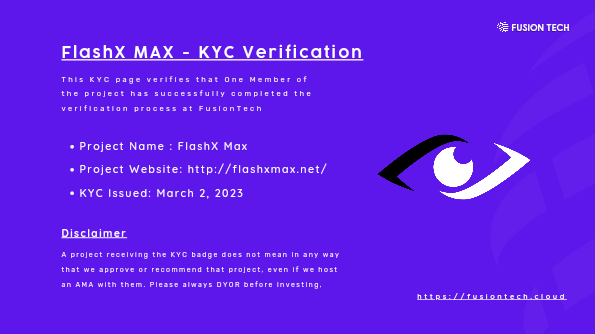 FUSION TECH
FlashX MAX - KYC Verification
This KYC page verifies that One Member of
the project has successfully completed the
verification process at FusionTech
• Project Name : FlashX Max
• Project Website: http://flashxmax.net/
• KYC Issued: March 2, 2023
Disclaimer
A project receiving the KYC badge does not mean in any way
that we approve or recommend that project, even if we host
an AMA with them. Please always DYOR before investing.
https://fusiontech.cloud